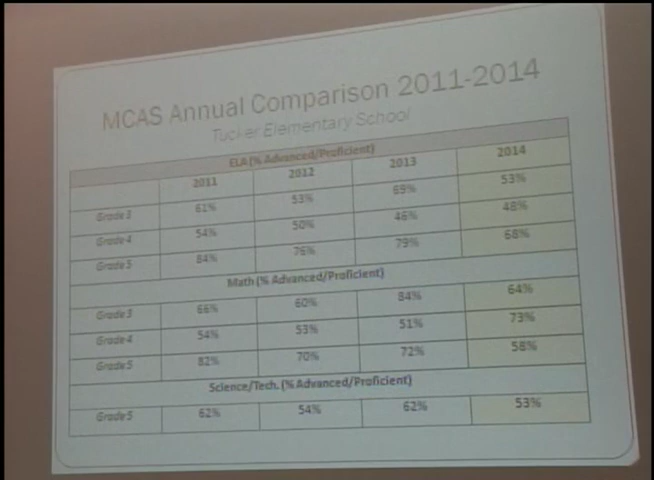 MCAS Annual Comparison 2011-2014
Tucker Elementary School
ELA (% Advanced/Proficient)
2011 2012 2013 2014
Grade 3 61% 53% 69% 53%
Grade 4 54% 50% 46% 48%
Grade 5 84% 76% 79% 68%
Math (% Advanced/Proficient)
Grade 3 66% 60% 84% 64%
Grade 4 54% 53% 51% 73%
Grade 5 82% 70% 72% 58%
Science/Tech. (% Advanced/Proficient)
Grade 5 62% 54% 62% 53%